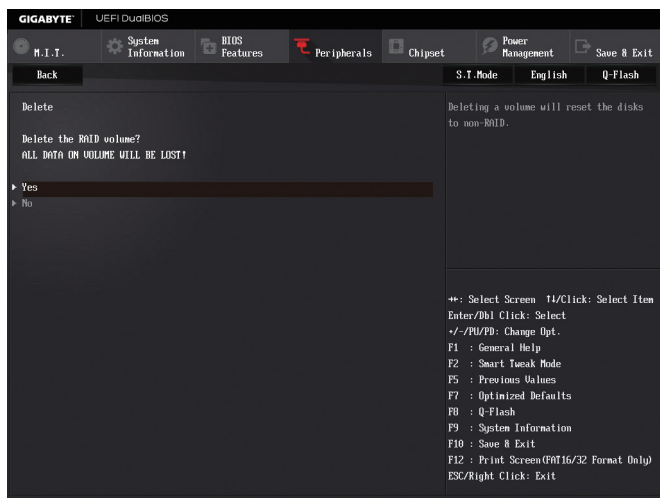 GIGABYTE™ UEFI DualBIOS
M.I.T.
System
Information
BIOS
Features
Peripherals
Chipset
Power
Management
Save & Exit
Back
S.T.Mode English Q-Flash
Delete
Delete the RAID volume?
ALL DATA ON VOLUME WILL BE LOST!
Yes
No
Deleting a volume will reset the disks
to non-RAID.
→←: Select Screen ↑↓/Click: Select Item
Enter/Dbl Click: Select
+/-/PU/PD: Change Opt.
F1 : General Help
F2 : Smart Tweak Mode
F5 : Previous Values
F7 : Optimized Defaults
F8 : Q-Flash
F9 : System Information
F10 : Save & Exit
F12 : Print Screen(FAT16/32 Format Only)
ESC/Right Click: Exit